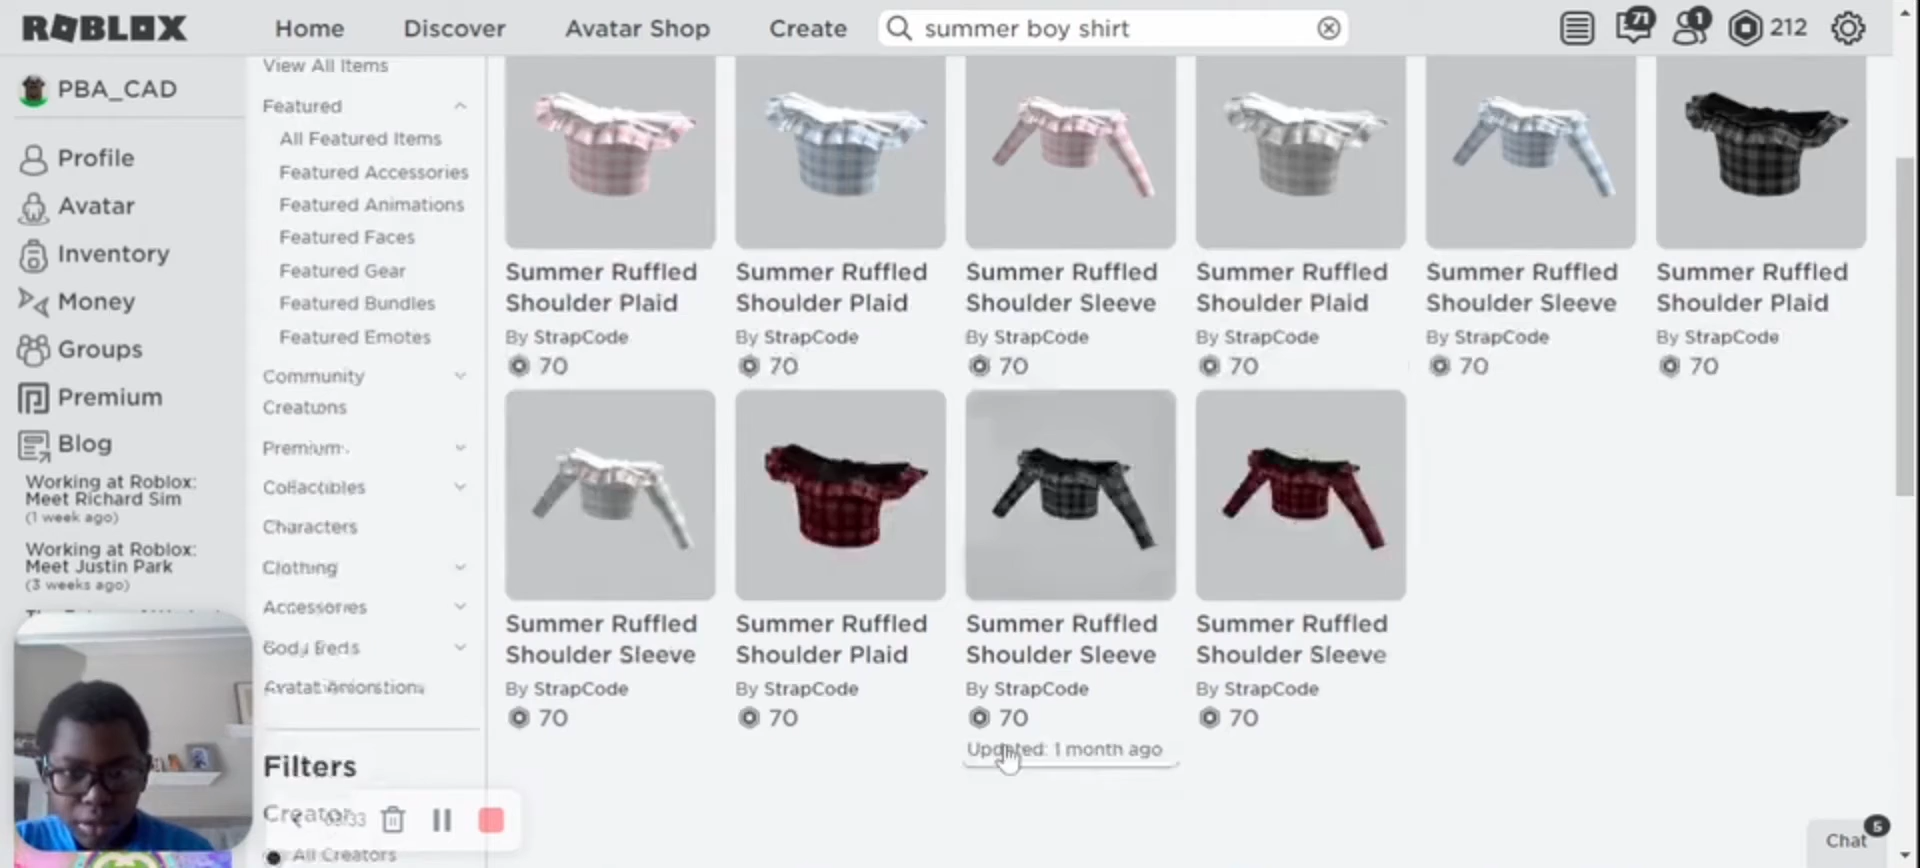 ROBLOX
Home
Discover
Avatar Shop
Create
summer boy shirt
71
1
212
PBA_CAD
Profile
Avatar
Inventory
Money
Groups
Premium
Blog
Working at Roblox:
Meet Richard Sim
(1 week ago)
Working at Roblox:
Meet Justin Park
(3 weeks ago)
View All Items
Featured
All Featured Items
Featured Accessories
Featured Animations
Featured Faces
Featured Gear
Featured Bundles
Featured Emotes
Community
Creations
Premium
Collectibles
Characters
Clothing
Accessories
Filters
Creator
All Creators
Summer Ruffled
Shoulder Plaid
By StrapCode
70
Summer Ruffled
Shoulder Plaid
By StrapCode
70
Summer Ruffled
Shoulder Sleeve
By StrapCode
70
Summer Ruffled
Shoulder Plaid
By StrapCode
70
Summer Ruffled
Shoulder Sleeve
By StrapCode
70
Summer Ruffled
Shoulder Plaid
By StrapCode
70
Summer Ruffled
Shoulder Sleeve
By StrapCode
70
Summer Ruffled
Shoulder Plaid
By StrapCode
70
Summer Ruffled
Shoulder Sleeve
By StrapCode
70
Updated: 1 month ago
Summer Ruffled
Shoulder Sleeve
By StrapCode
70
Chat
5